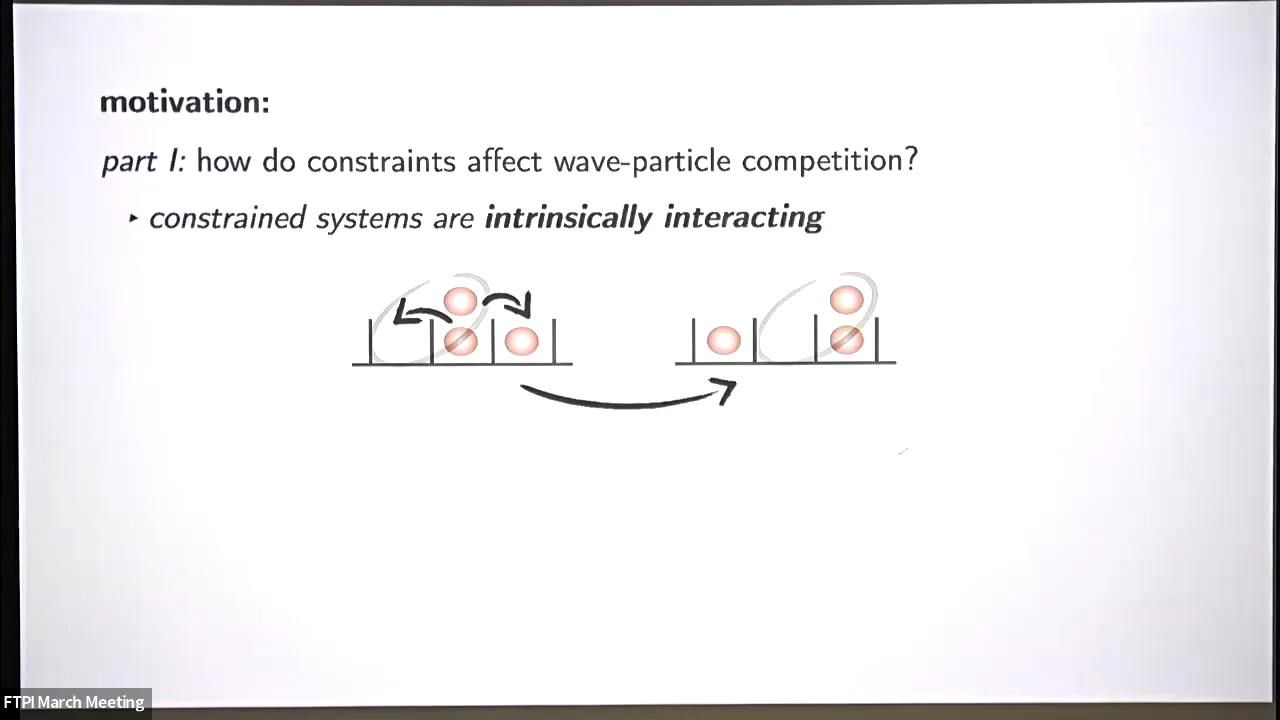 motivation:
part I: how do constraints affect wave-particle competition?
‣ constrained systems are intrinsically interacting
FTPI March Meeting